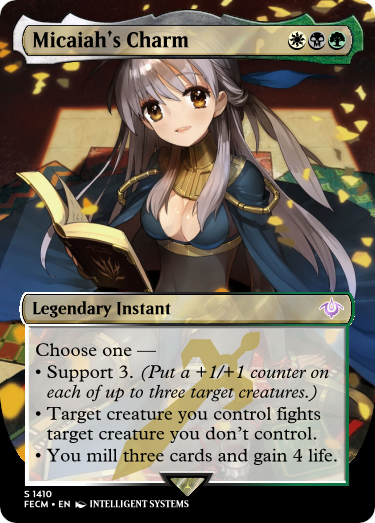 Micaiah's Charm
Legendary Instant
Choose one —
• Support 3. (Put a +1/+1 counter on
each of up to three target creatures.)
• Target creature you control fights
target creature you don't control.
• You mill three cards and gain 4 life.
S 1410
FECM • EN INTELLIGENT SYSTEMS